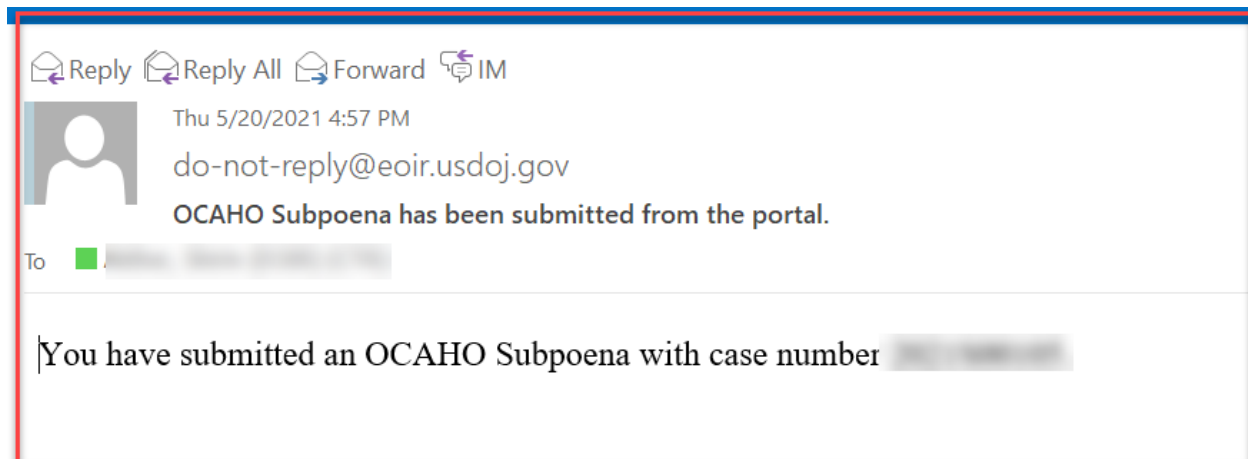 Reply Reply All Forward IM
Thu 5/20/2021 4:57 PM
do-not-reply@eoir.usdoj.gov
OCAHO Subpoena has been submitted from the portal.
To
You have submitted an OCAHO Subpoena with case number